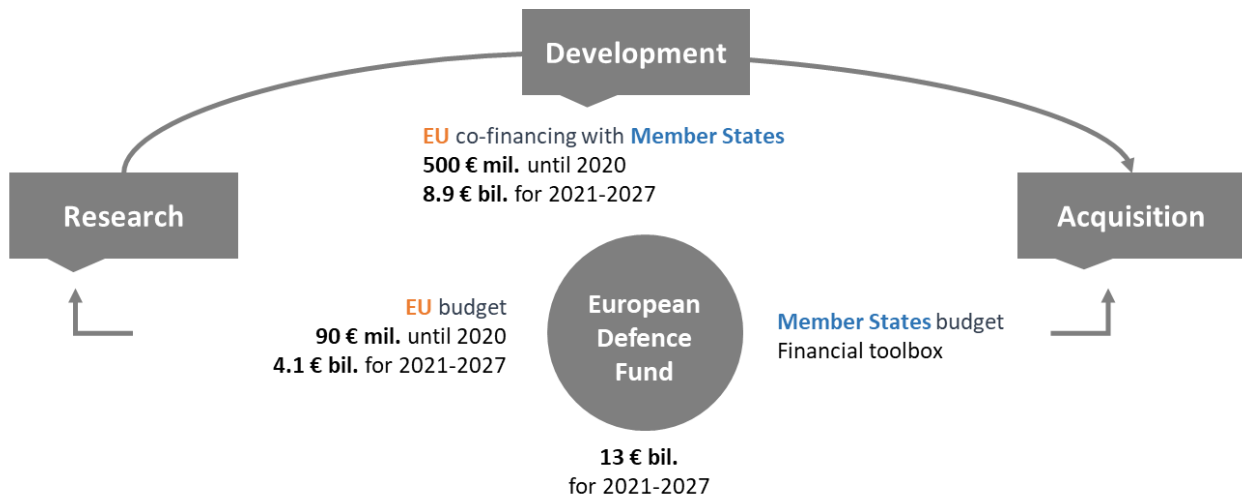 Development
EU co-financing with Member States
500 € mil. until 2020
8.9 € bil. for 2021-2027
Research
Acquisition
EU budget
90 € mil. until 2020
4.1 € bil. for 2021-2027
European
Defence
Fund
Member States budget
Financial toolbox
13 € bil.
for 2021-2027